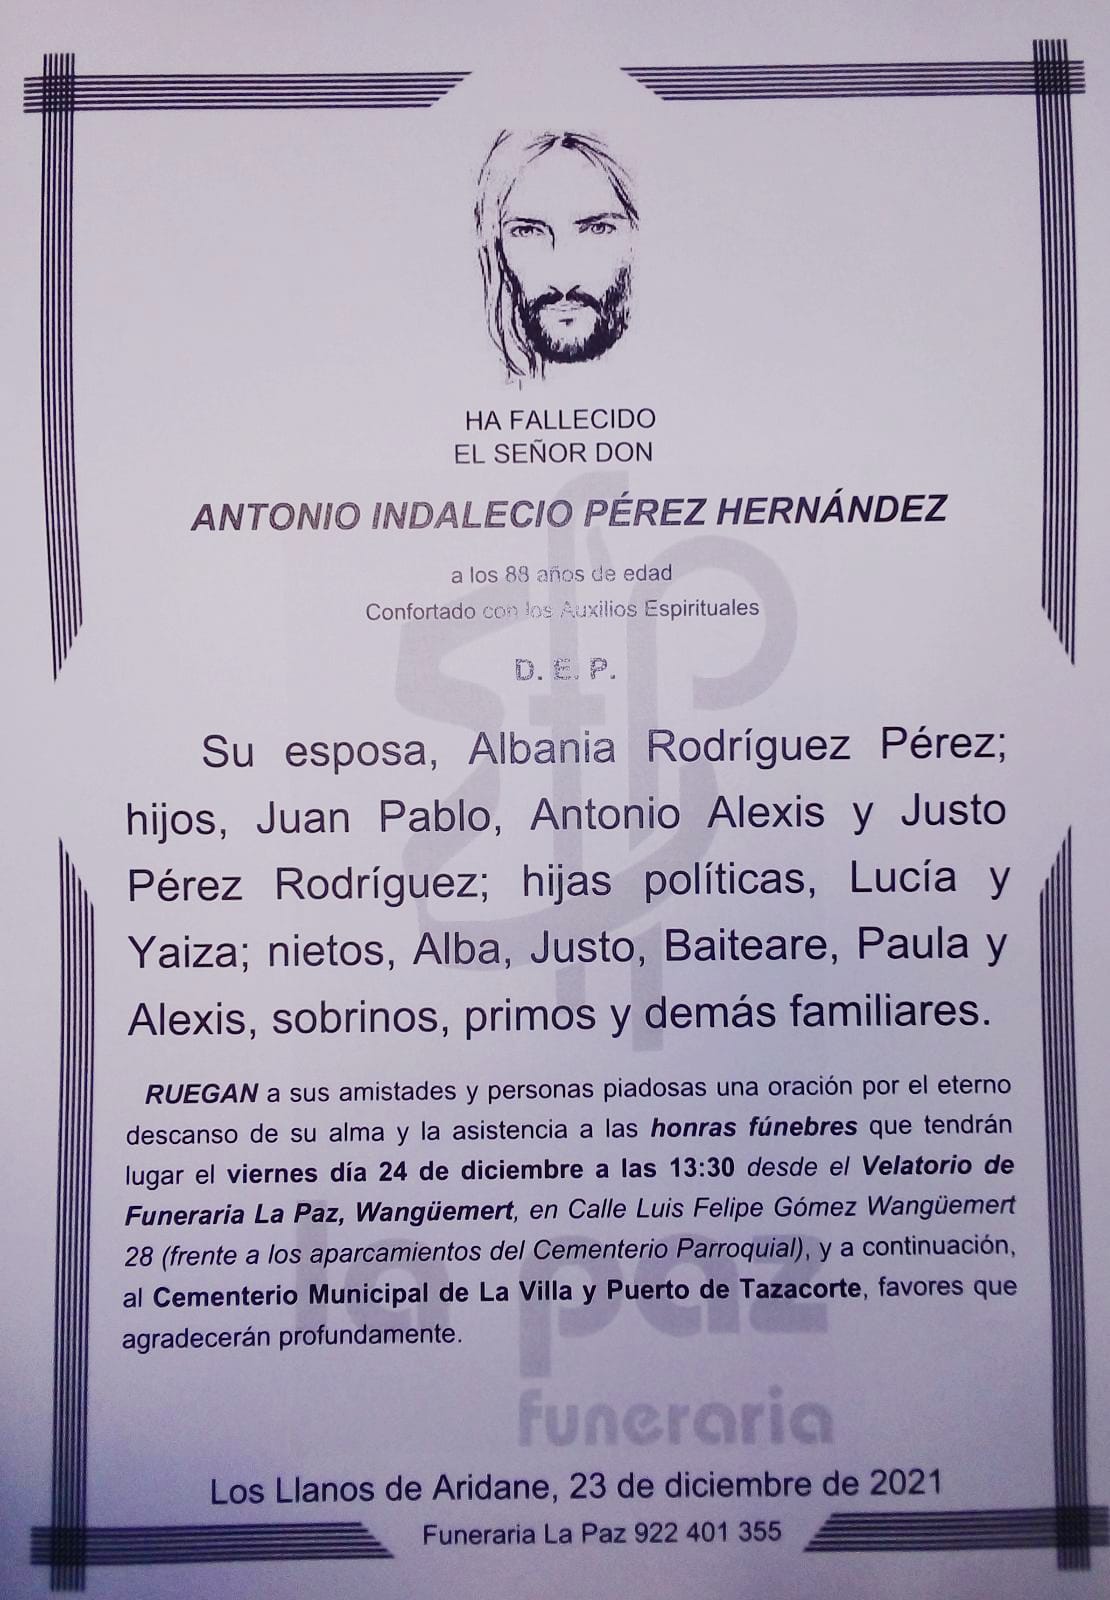 HA FALLECIDO
EL SEÑOR DON
ANTONIO INDALECIO PÉREZ HERNÁNDEZ
a los 88 años de edad
Confortado con los Auxilios Espirituales
D. E. P.
Su esposa, Albania Rodríguez Pérez;
hijos, Juan Pablo, Antonio Alexis y Justo
Pérez Rodríguez; hijas políticas, Lucía y
Yaiza; nietos, Alba, Justo, Baiteare, Paula y
Alexis, sobrinos, primos y demás familiares.
RUEGAN a sus amistades y personas piadosas una oración por el eterno
descanso de su alma y la asistencia a las honras fúnebres que tendrán
lugar el viernes día 24 de diciembre a las 13:30 desde el Velatorio de
Funeraria La Paz, Wangüemert, en Calle Luis Felipe Gómez Wangüemert
28 (frente a los aparcamientos del Cementerio Parroquial), y a continuación,
al Cementerio Municipal de La Villa y Puerto de Tazacorte, favores que
agradecerán profundamente.
la paz
funeraria
Los Llanos de Aridane, 23 de diciembre de 2021
Funeraria La Paz 922 401 355